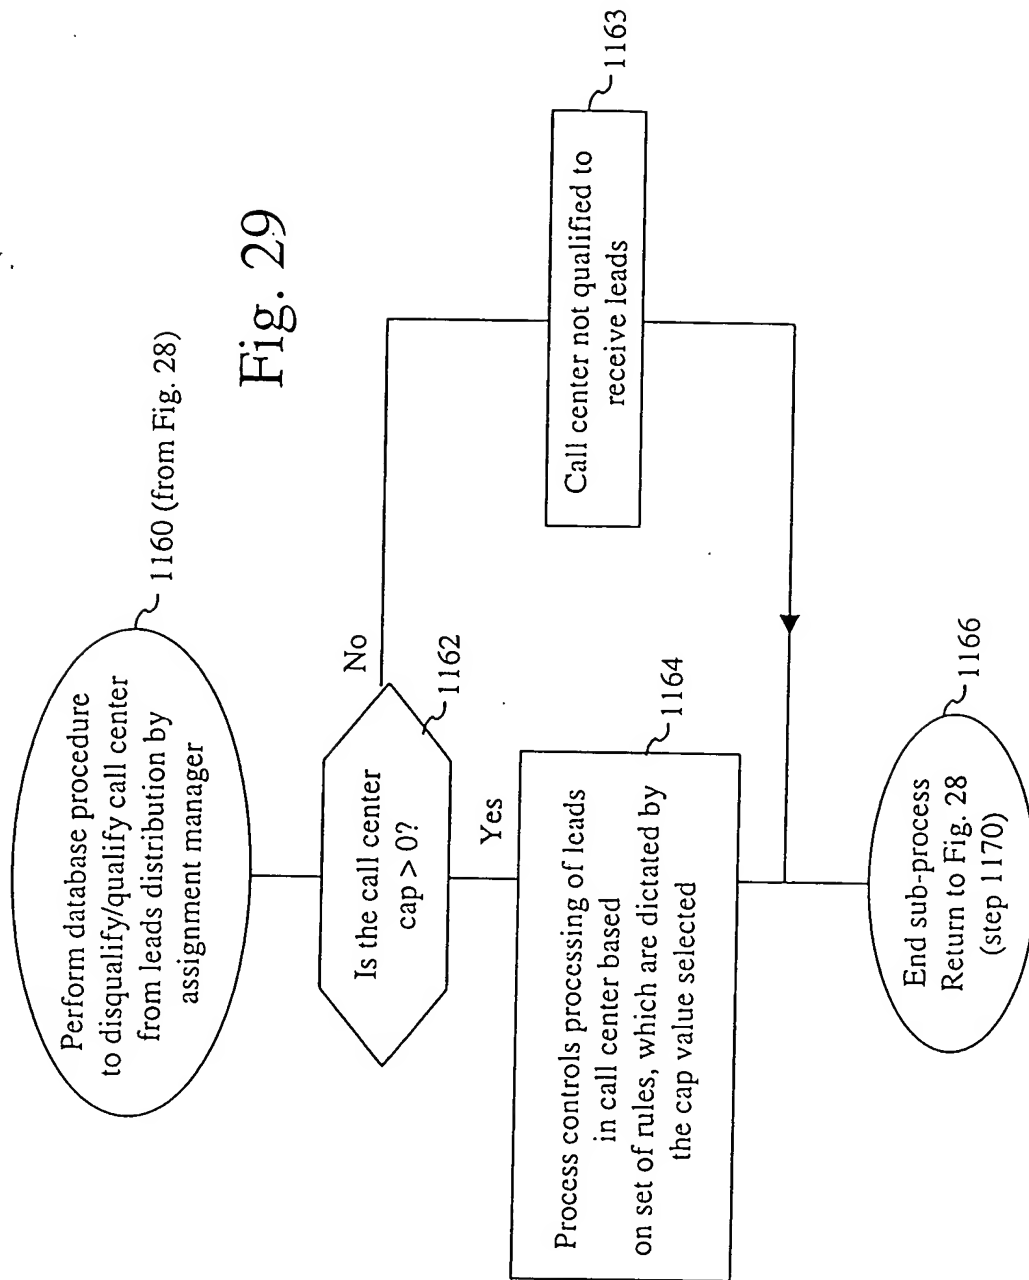 Fig. 29
1160 (from Fig. 28)
Perform database procedure
to disqualify/qualify call center
from leads distribution by
assignment manager
No
1162
Is the call center
cap > 0?
Yes
1163
Call center not qualified to
receive leads
1164
Process controls processing of leads
in call center based
on set of rules, which are dictated by
the cap value selected
1166
End sub-process
Return to Fig. 28
(step 1170)